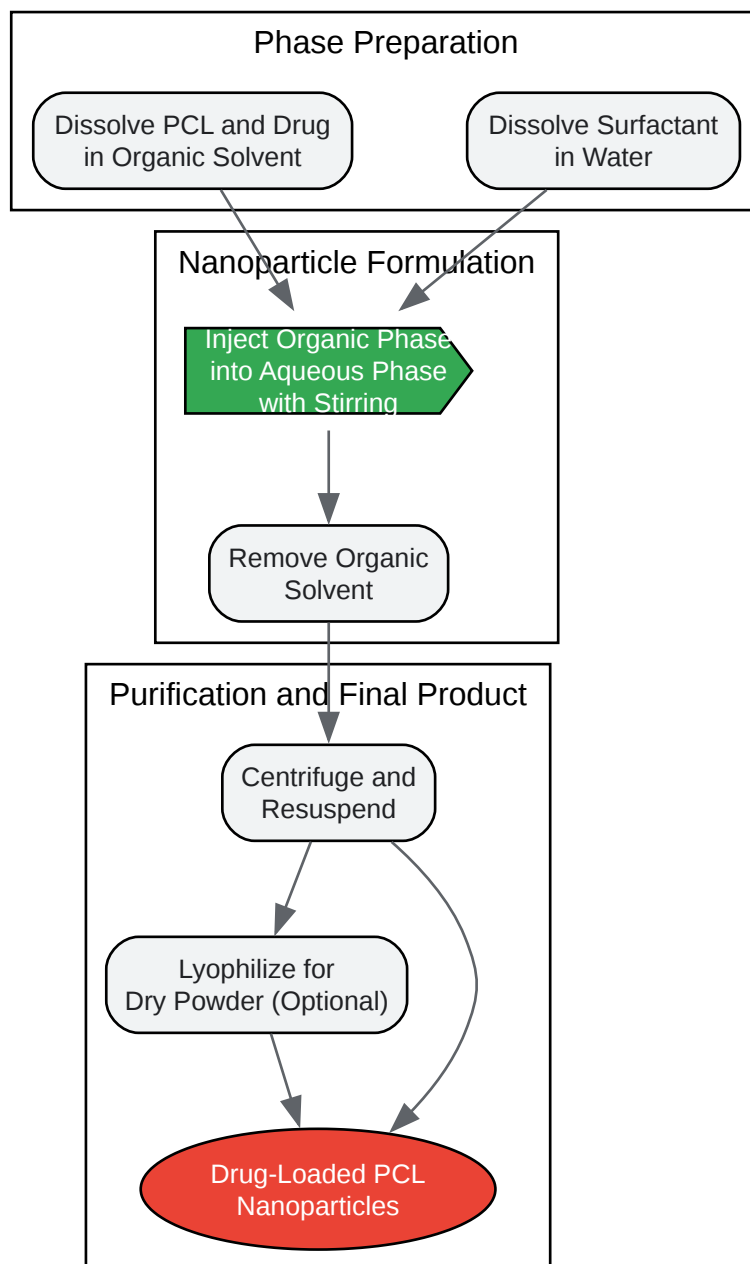 Phase Preparation
Dissolve PCL and Drug
in Organic Solvent
Dissolve Surfactant
in Water
Nanoparticle Formulation
Inject Organic Phase
into Aqueous Phase
with Stirring
Remove Organic
Solvent
Purification and Final Product
Centrifuge and
Resuspend
Lyophilize for
Dry Powder (Optional)
Drug-Loaded PCL
Nanoparticles